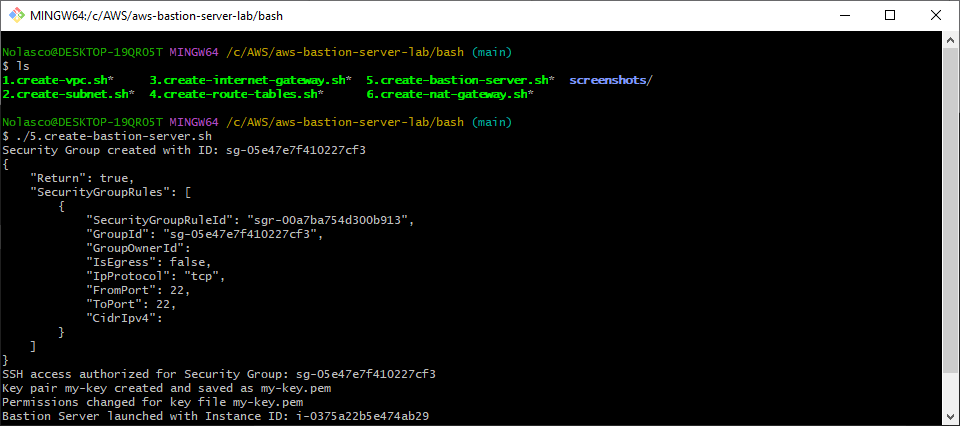 MINGW64:/c/AWS/aws-bastion-server-lab/bash
Nolasco@DESKTOP-19QRO5T MINGW64 /c/AWS/aws-bastion-server-lab/bash (main)
$ ls
1.create-vpc.sh*     3.create-internet-gateway.sh*  5.create-bastion-server.sh*  screenshots/
2.create-subnet.sh*  4.create-route-tables.sh*      6.create-nat-gateway.sh*
Nolasco@DESKTOP-19QRO5T MINGW64 /c/AWS/aws-bastion-server-lab/bash (main)
$ ./5.create-bastion-server.sh
Security Group created with ID: sg-05e47e7f410227cf3
{
    "Return": true,
    "SecurityGroupRules": [
        {
            "SecurityGroupRuleId": "sgr-00a7ba754d300b913",
            "GroupId": "sg-05e47e7f410227cf3",
            "GroupOwnerId":
            "IsEgress": false,
            "IpProtocol": "tcp",
            "FromPort": 22,
            "ToPort": 22,
            "CidrIpv4":
        }
    ]
}
SSH access authorized for Security Group: sg-05e47e7f410227cf3
Key pair my-key created and saved as my-key.pem
Permissions changed for key file my-key.pem
Bastion Server launched with Instance ID: i-0375a22b5e474ab29